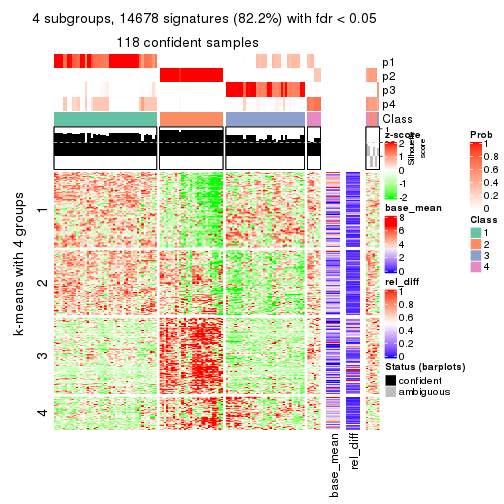 4 subgroups, 14678 signatures (82.2%) with fdr < 0.05
118 confident samples
p1
p2
p3
p4
Class
1
Silhouette
score
k-means with 4 groups
1
2
3
4
base_mean
rel_diff
z-score
2
1
0
-1
-2
base_mean
8
6
4
2
0
rel_diff
1
0.8
0.6
0.4
0.2
0
Status (barplots)
confident
ambiguous
Prob
1
0.8
0.6
0.4
0.2
0
Class
1
2
3
4